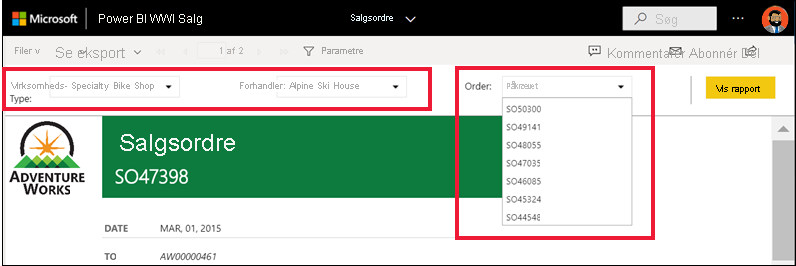 Microsoft Power BI WWI Salg Salgsordre Søg ...
Filer v Se eksport 1 af 2 Parametre Kommentarer Abonnér Del
Virksomheds- Specialty Bike Shop Forhandler: Alpine Ski House Order: Påkrævet Vis rapport
Type:
SO50300
SO49141
SO48055
SO47035
SO46085
SO45324
SO44548
Salgsordre
SO47398
ADVENTURE
WORKS
DATE MAR, 01, 2015
TO AW00000461